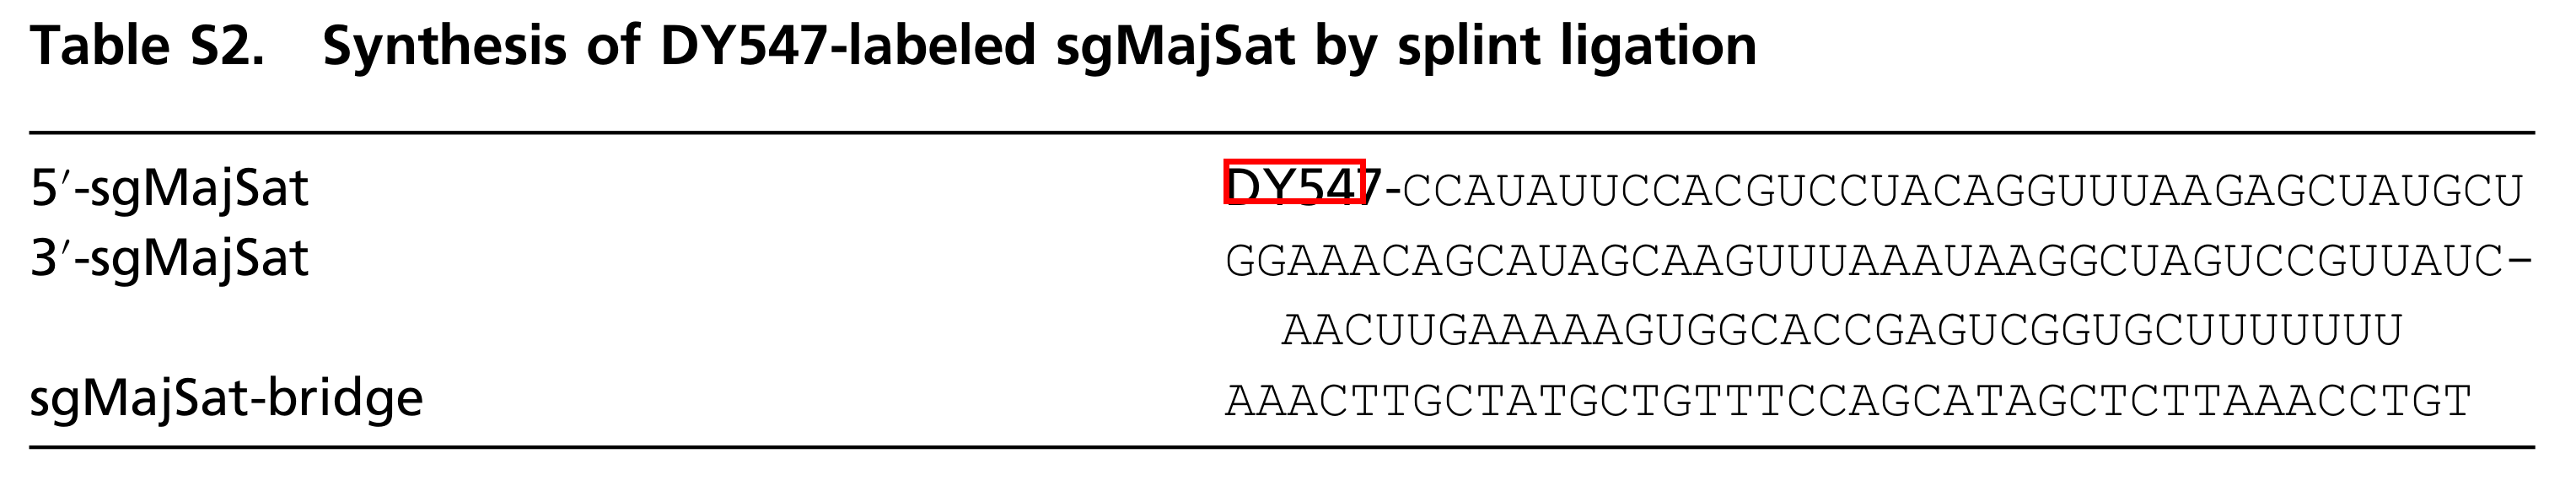 Table S2. Synthesis of DY547-labeled sgMajSat by splint ligation
5′-sgMajSat DY547-CCAUAUUCCACGUCCUACAGGUUUAAGAGCUAUGCU
3′-sgMajSat GGAAACAGCAUAGCAAGUUUAAAUAAGGCUAGUCCGUUAUC–
AACUUGAAAAAGUGGCACCGAGUCGGUGCUUUUUUU
sgMajSat-bridge AAACTTGCTATGCTGTTTCCAGCATAGCTCTTAAACCTGT